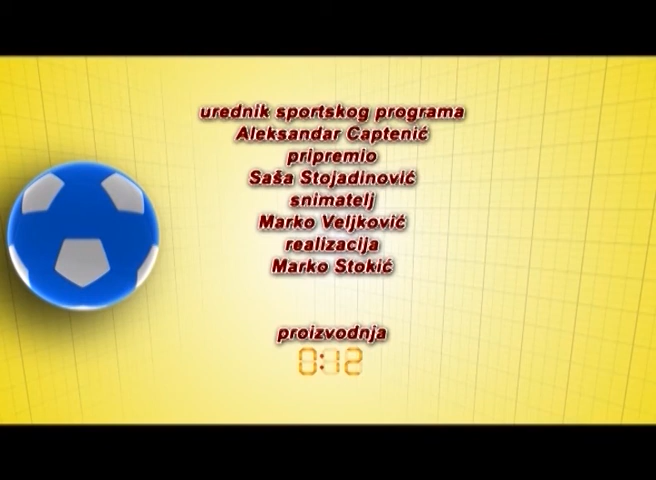 urednik sportskog programa
Aleksandar Captenić
pripremio
Saša Stojadinović
snimatelj
Marko Veljković
realizacija
Marko Stokić
proizvodnja
0:12